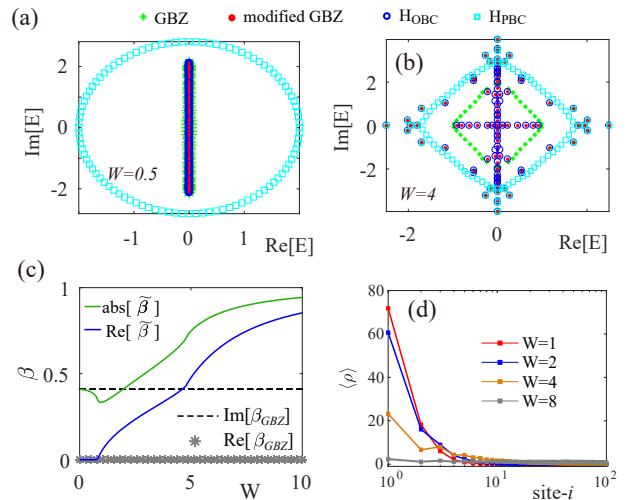 GBZ modified GBZ H_OBC H_PBC
(a)
Im[E]
2
0
-2
W=0.5
-1 0 1
Re[E]
(b)
Im[E]
2
0
-2
W=4
-2 0
Re[E]
(c)
β
1
0.5
0
abs[ β̃ ]
Re[ β̃ ]
Im[β_GBZ]
Re[ β_GBZ]
0 5 10
W
(d)
⟨ρ⟩
80
60
40
20
0
W=1
W=2
W=4
W=8
10^0 10^1 10^2
site-i